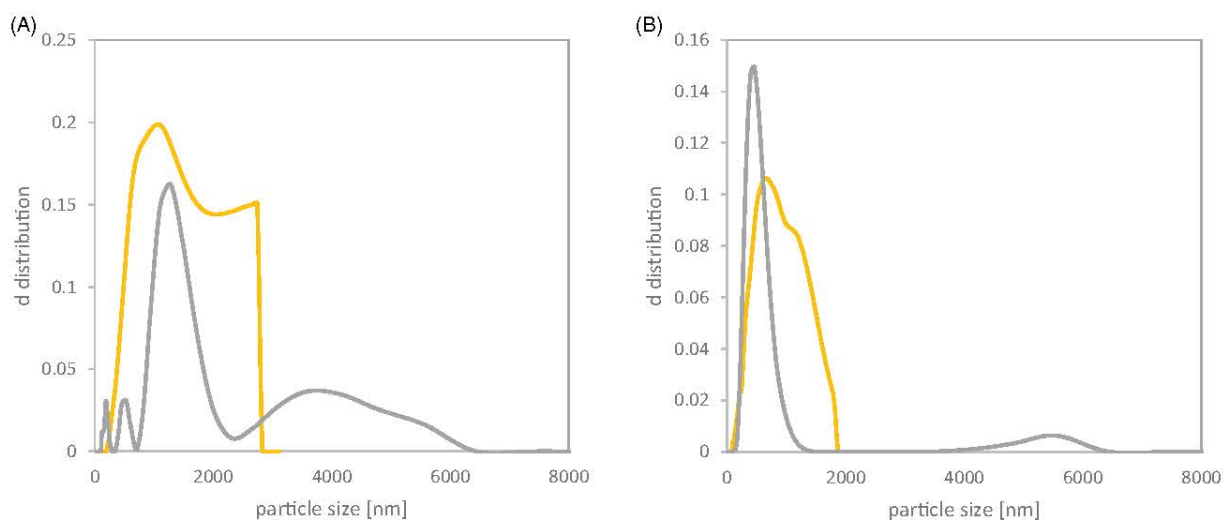 (A)
0.25
0.2
0.15
0.1
0.05
0
d distribution
0 2000 4000 6000 8000
particle size [nm]
(B)
0.16
0.14
0.12
0.1
0.08
0.06
0.04
0.02
0
d distribution
0 2000 4000 6000 8000
particle size [nm]